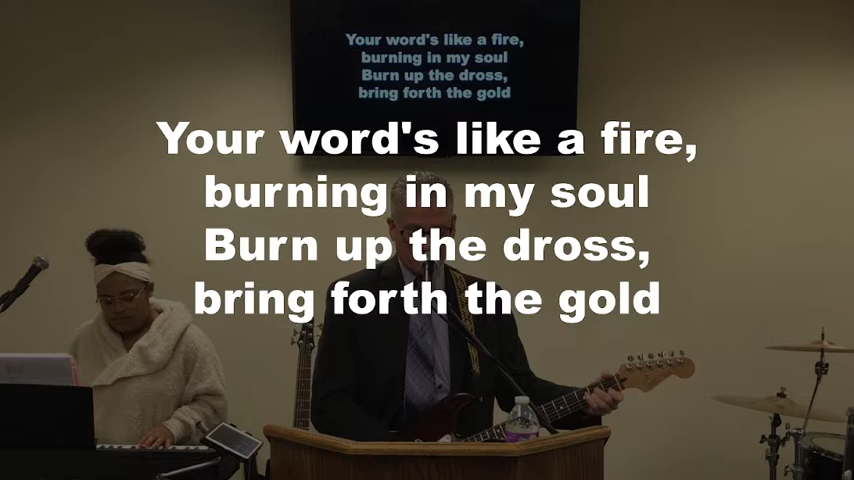 Your word's like a fire,
burning in my soul
Burn up the dross,
bring forth the gold
Your word's like a fire,
burning in my soul
Burn up the dross,
bring forth the gold